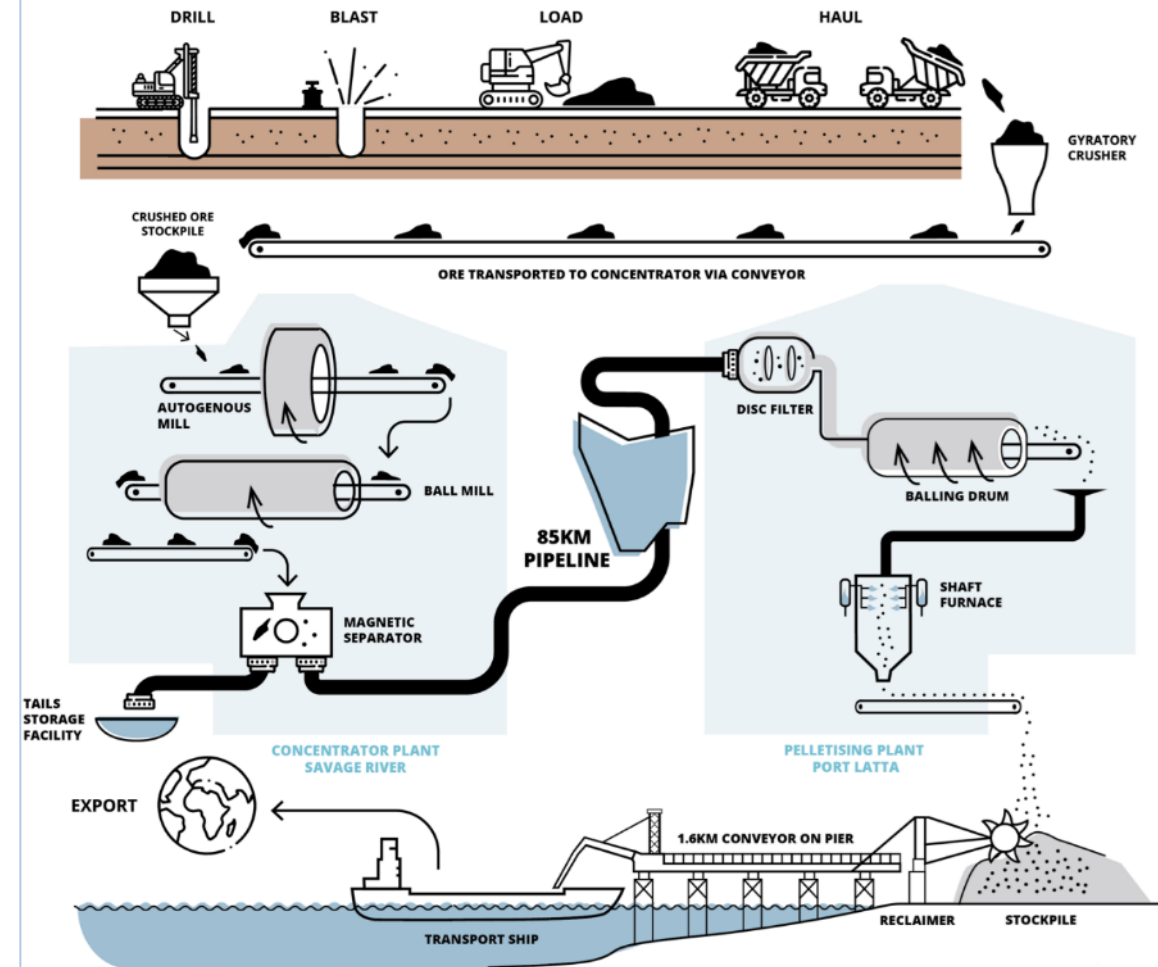 DRILL
BLAST
LOAD
HAUL
GYRATORY
CRUSHER
CRUSHED ORE
STOCKPILE
ORE TRANSPORTED TO CONCENTRATOR VIA CONVEYOR
AUTOGENOUS
MILL
BALL MILL
MAGNETIC
SEPARATOR
TAILS
STORAGE
FACILITY
CONCENTRATOR PLANT
SAVAGE RIVER
85KM
PIPELINE
DISC FILTER
BALLING DRUM
SHAFT
FURNACE
PELLETISING PLANT
PORT LATTA
EXPORT
1.6KM CONVEYOR ON PIER
RECLAIMER
STOCKPILE
TRANSPORT SHIP